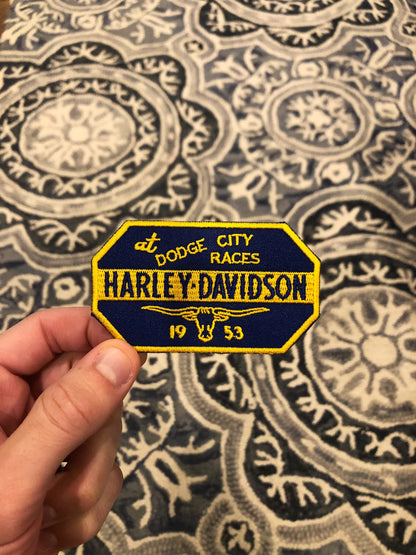 at DODGE CITY
RACES
HARLEY-DAVIDSON
19 53